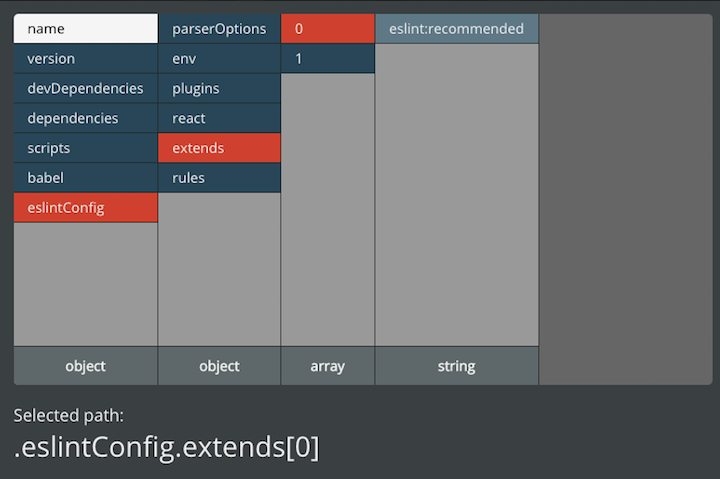 name parserOptions 0 eslint:recommended
version env 1
devDependencies plugins
dependencies react
scripts extends
babel rules
eslintConfig
object object array string
Selected path:
.eslintConfig.extends[0]